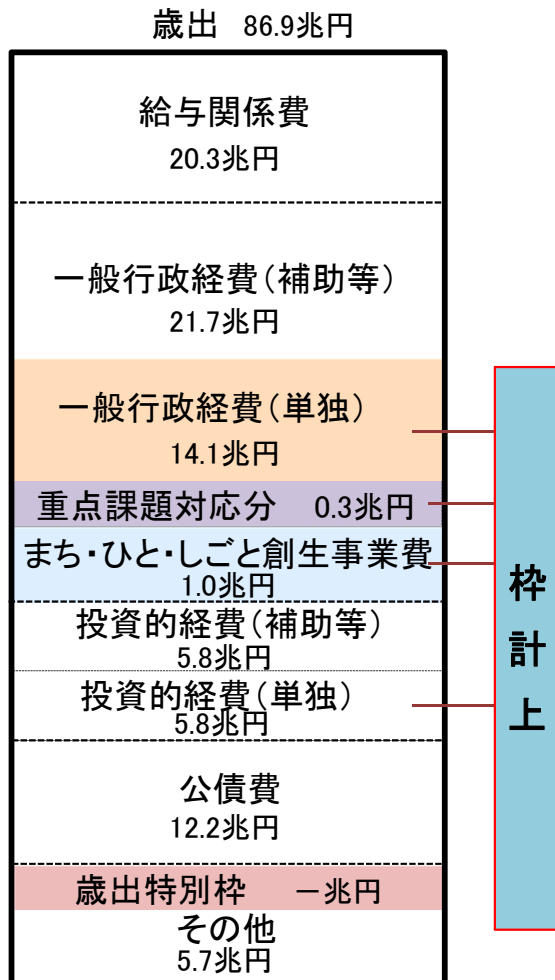 歳出 86.9兆円
給与関係費
20.3兆円
一般行政経費(補助等)
21.7兆円
一般行政経費(単独)
14.1兆円
重点課題対応分 0.3兆円
まち・ひと・しごと創生事業費
1.0兆円
投資的経費(補助等)
5.8兆円
投資的経費(単独)
5.8兆円
公債費
12.2兆円
歳出特別枠 －兆円
その他
5.7兆円
枠計上